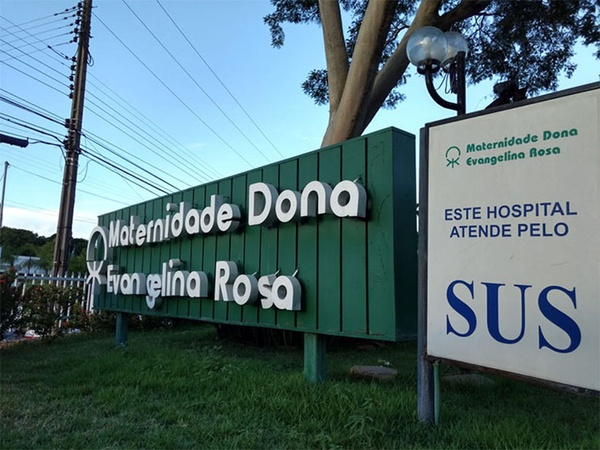 Maternidade Dona
Evangelina Rosa
Maternidade Dona
Evangelina Rosa
ESTE HOSPITAL
ATENDE PELO
SUS